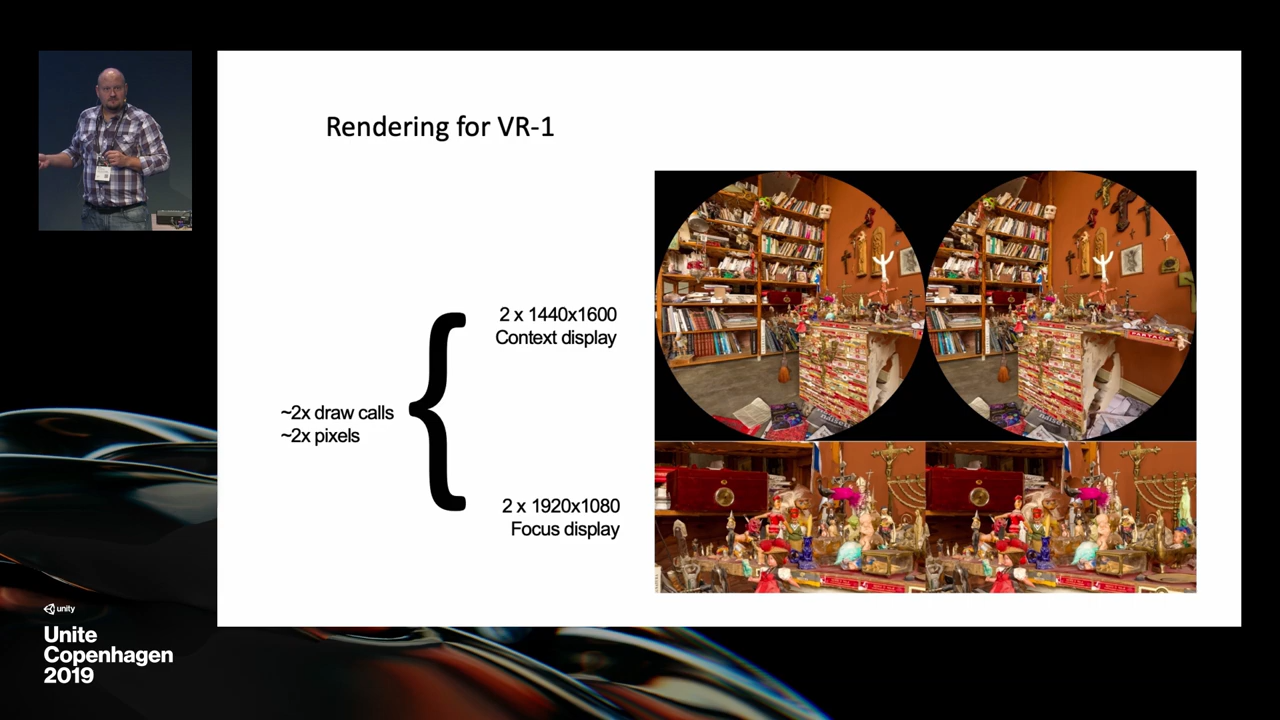 Rendering for VR-1
2 x 1440x1600
Context display
~2x draw calls
~2x pixels
2 x 1920x1080
Focus display
unity
Unite
Copenhagen
2019